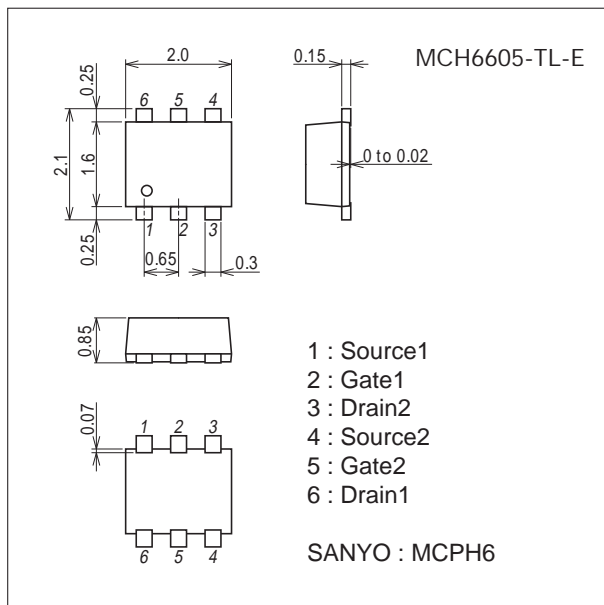 MCH6605-TL-E
2.0
0.15
0.25
6 5 4
2.1
1.6
0 to 0.02
0.25
1 2 3
0.65
0.3
0.85
0.07
1 2 3
6 5 4
1 : Source1
2 : Gate1
3 : Drain2
4 : Source2
5 : Gate2
6 : Drain1
SANYO : MCPH6